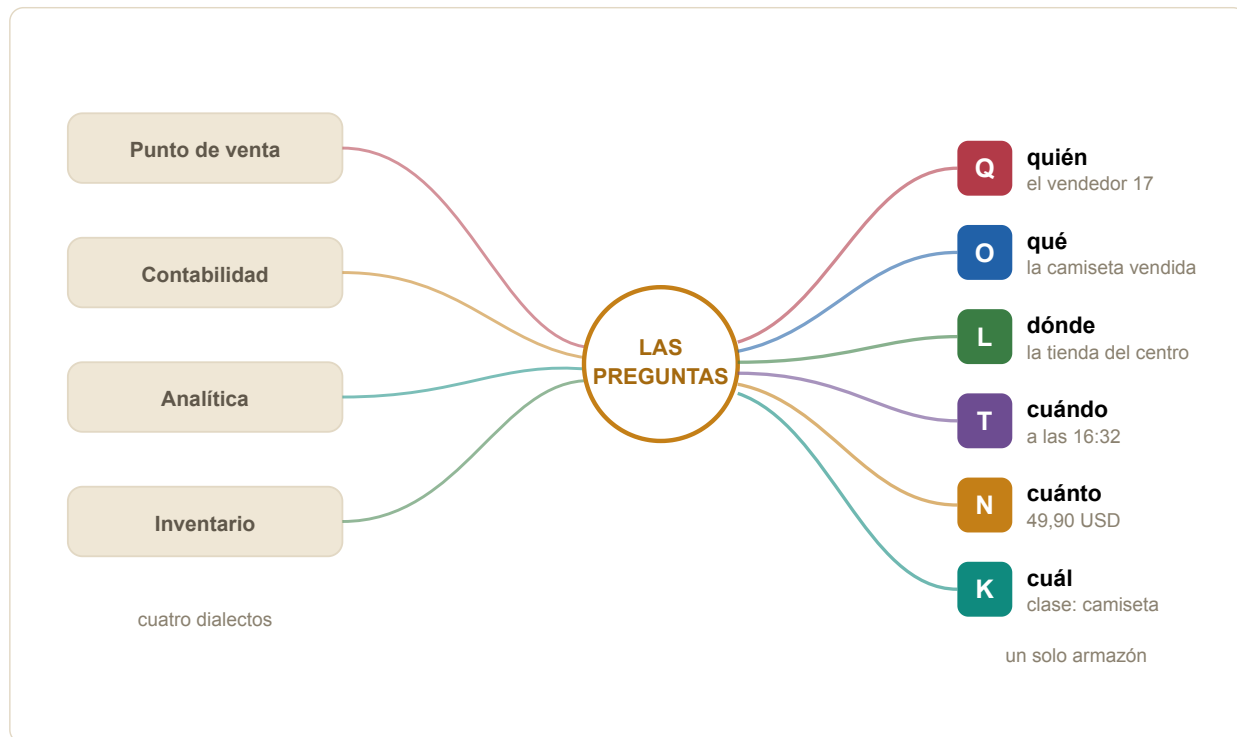 Punto de venta
Contabilidad
Analítica
Inventario
cuatro dialectos
LAS
PREGUNTAS
Q
quién
el vendedor 17
O
qué
la camiseta vendida
L
dónde
la tienda del centro
T
cuándo
a las 16:32
N
cuánto
49,90 USD
K
cuál
clase: camiseta
un solo armazón